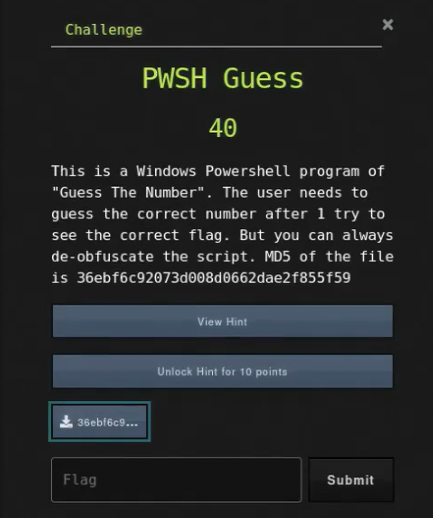 Challenge
×
PWSH Guess
40
This is a Windows Powershell program of
"Guess The Number". The user needs to
guess the correct number after 1 try to
see the correct flag. But you can always
de-obfuscate the script. MD5 of the file
is 36ebf6c92073d008d0662dae2f855f59
View Hint
Unlock Hint for 10 points
36ebf6c9...
Flag
Submit